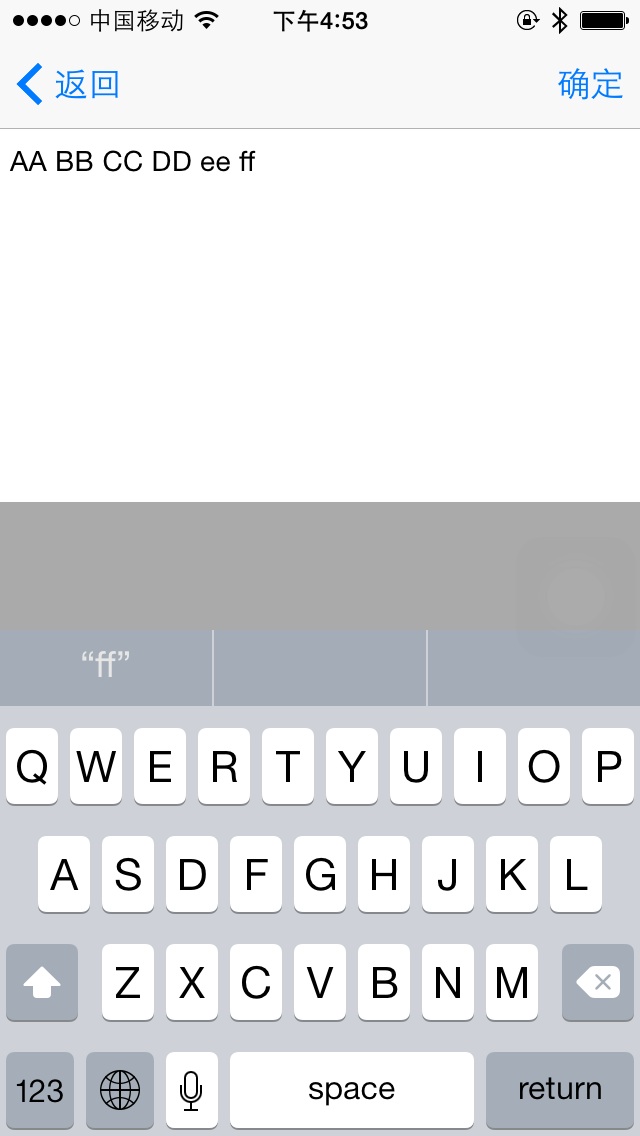 中国移动 下午4:53
返回 确定
AA BB CC DD ee ff
“ff”
Q W E R T Y U I O P
A S D F G H J K L
Z X C V B N M
123 space return